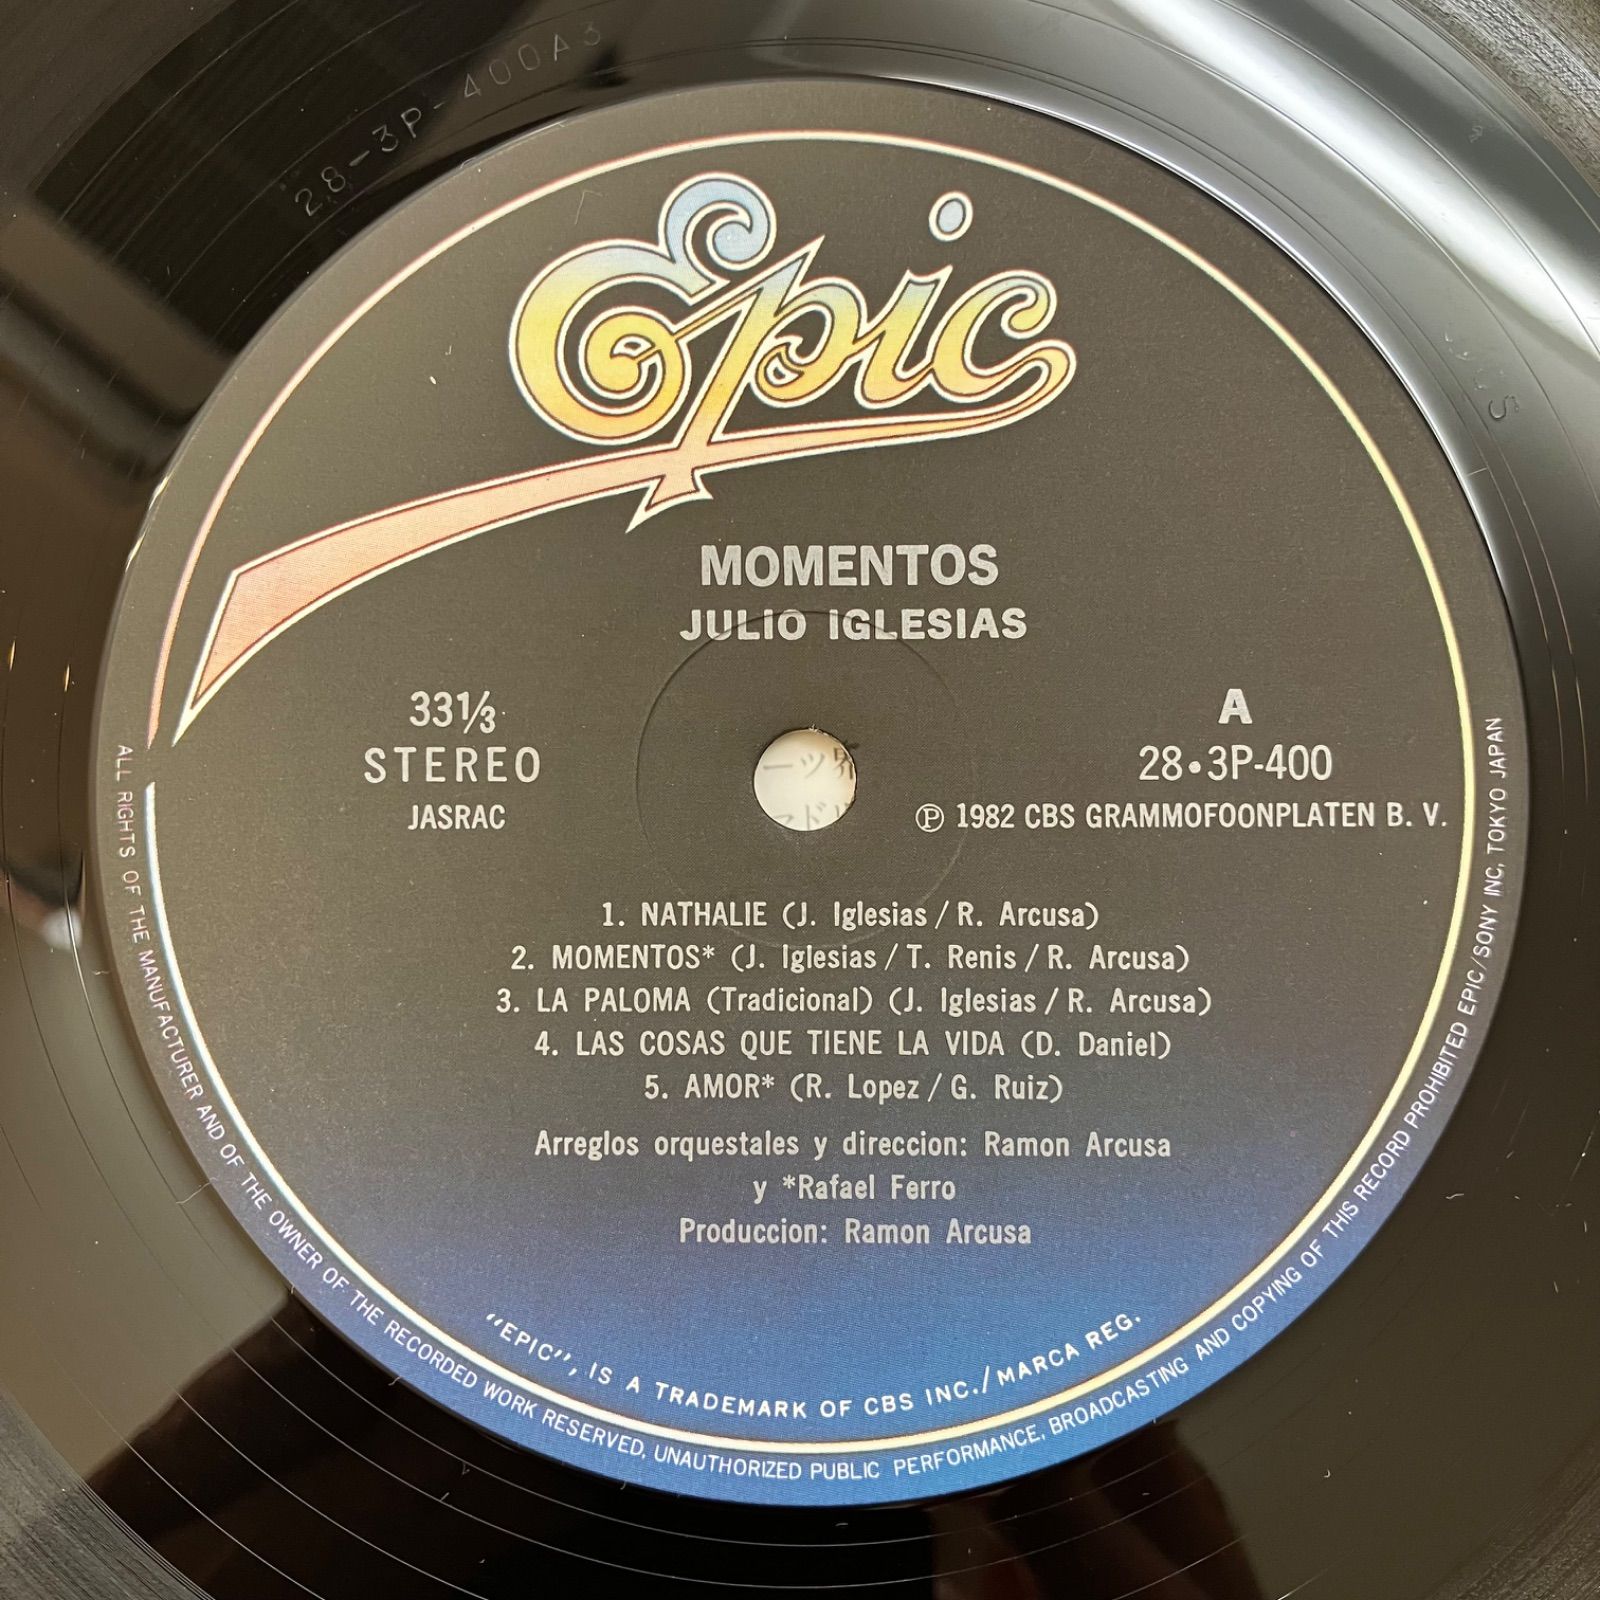 28-3P-400A3
Epic
MOMENTOS
JULIO IGLESIAS
33⅓
STEREO
JASRAC
A
28•3P-400
Ⓟ 1982 CBS GRAMMOFOONPLATEN B. V.
1. NATHALIE (J. Iglesias / R. Arcusa)
2. MOMENTOS* (J. Iglesias / T. Renis / R. Arcusa)
3. LA PALOMA (Tradicional) (J. Iglesias / R. Arcusa)
4. LAS COSAS QUE TIENE LA VIDA (D. Daniel)
5. AMOR* (R. Lopez / G. Ruiz)
Arreglos orquestales y direccion: Ramon Arcusa
y *Rafael Ferro
Produccion: Ramon Arcusa
"EPIC", IS A TRADEMARK OF CBS INC./MARCA REG.
ALL RIGHTS OF THE MANUFACTURER AND OF THE OWNER OF THE RECORDED WORK RESERVED, UNAUTHORIZED PUBLIC PERFORMANCE, BROADCASTING AND COPYING OF THIS RECORD PROHIBITED EPIC/SONY INC, TOKYO JAPAN